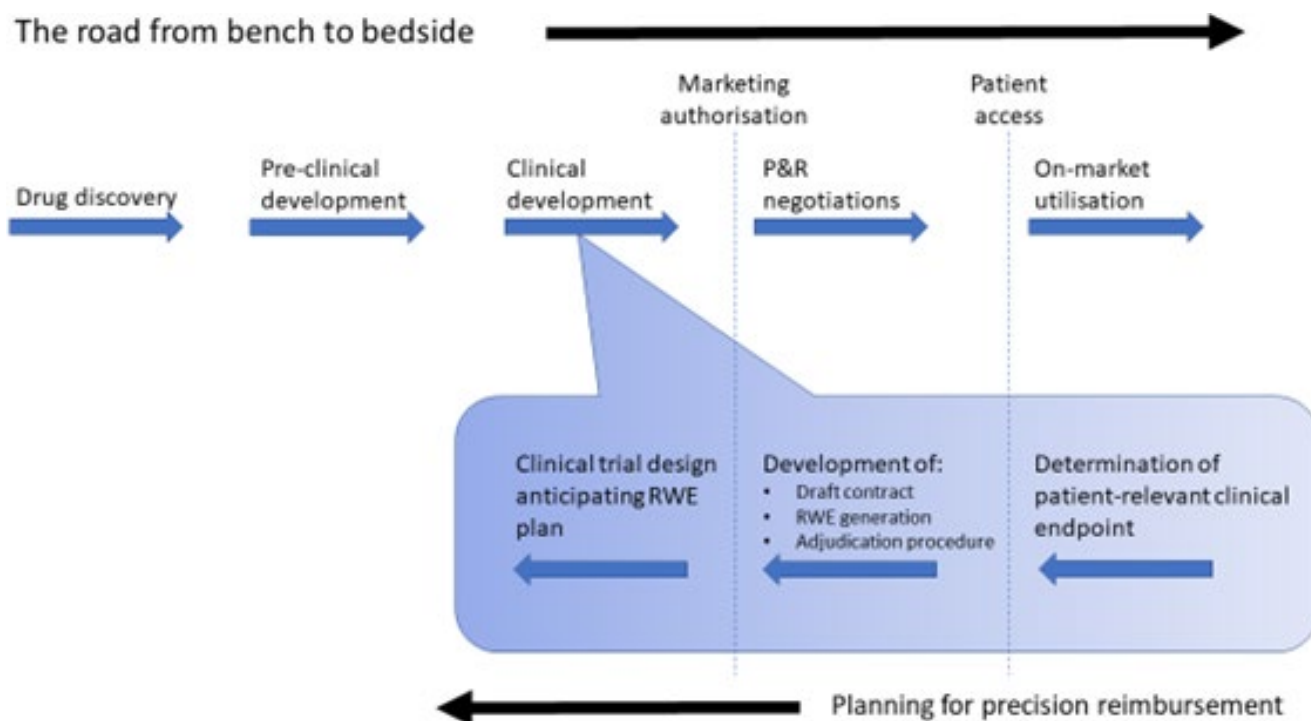 The road from bench to bedside
Marketing
authorisation
Patient
access
Drug discovery
Pre-clinical
development
Clinical
development
P&R
negotiations
On-market
utilisation
Clinical trial design
anticipating RWE
plan
Development of:
• Draft contract
• RWE generation
• Adjudication procedure
Determination of
patient-relevant clinical
endpoint
Planning for precision reimbursement